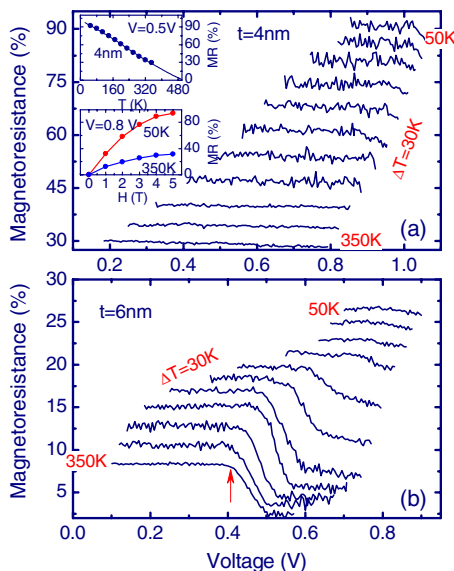 V=0.5V
4nm
90
60
30
0
MR (%)
0 80 160 240 320 400 480
T (K)
V=0.8 V
50K
350K
80
40
0
MR (%)
0 1 2 3 4 5
H (T)
t=4nm
50K
ΔT=30K
350K
(a)
90
75
60
45
30
Magnetoresistance (%)
0.2 0.4 0.6 0.8 1.0
t=6nm
50K
ΔT=30K
350K
(b)
30
25
20
15
10
5
Magnetoresistance (%)
0.0 0.2 0.4 0.6 0.8
Voltage (V)